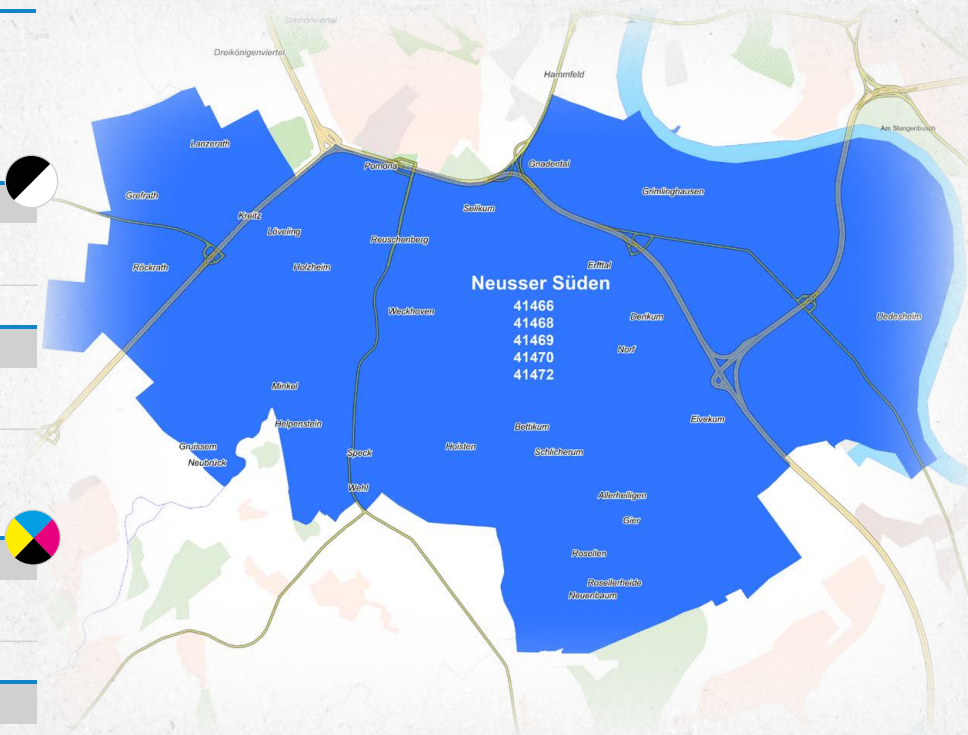 Stadionviertel
Dreikönigenviertel
Hammfeld
Am Stangenbusch
Lanzerath
Pomona
Gnadental
Grefrath
Grimlinghausen
Kreitz
Selikum
Löveling
Reuschenberg
Röckrath
Holzheim
Erfttal
Neusser Süden
41466
41468
41469
41470
41472
Weckhoven
Derikum
Uedesheim
Norf
Minkel
Helpenstein
Elvekum
Bettikum
Gruissem
Hoisten
Speck
Schlicherum
Neubrück
Wehl
Allerheiligen
Gier
Rosellen
Rosellerheide
Neuenbaum